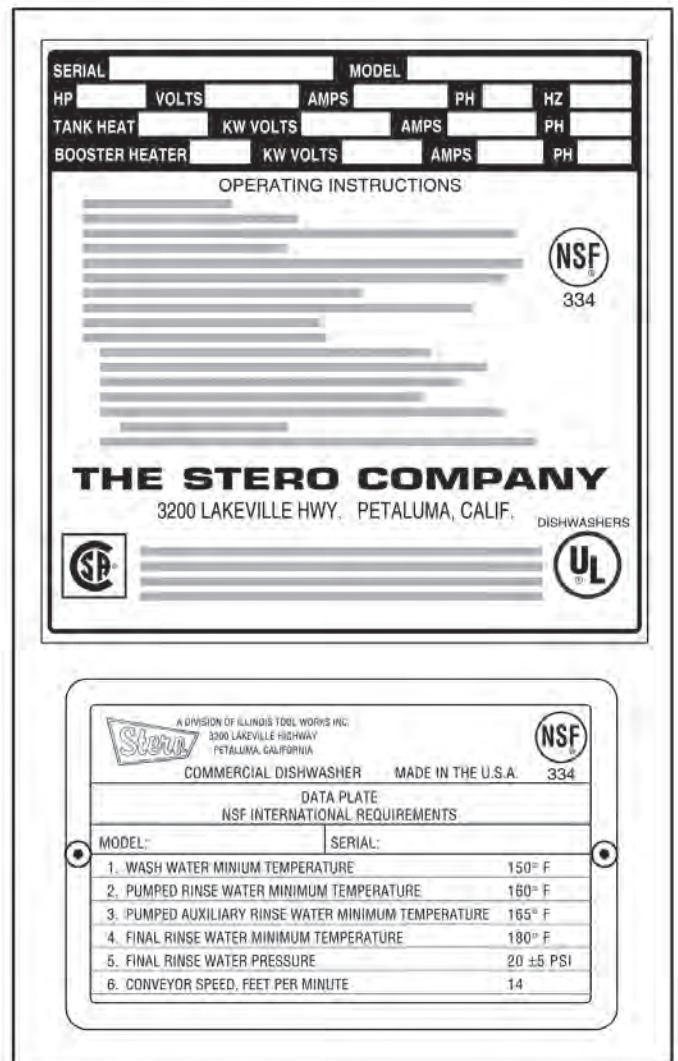 SERIAL MODEL
HP VOLTS AMPS PH HZ
TANK HEAT KW VOLTS AMPS PH
BOOSTER HEATER KW VOLTS AMPS PH
OPERATING INSTRUCTIONS
NSF
®
334
THE STERO COMPANY
3200 LAKEVILLE HWY. PETALUMA, CALIF.
DISHWASHERS
SA
UL
®
Stero
A DIVISION OF ILLINOIS TOOL WORKS INC.
3200 LAKEVILLE HIGHWAY
PETALUMA, CALIFORNIA
NSF
COMMERCIAL DISHWASHER MADE IN THE U.S.A. 334
DATA PLATE
NSF INTERNATIONAL REQUIREMENTS
MODEL: SERIAL:
1. WASH WATER MINIUM TEMPERATURE 150° F
2. PUMPED RINSE WATER MINIMUM TEMPERATURE 160° F
3. PUMPED AUXILIARY RINSE WATER MINIMUM TEMPERATURE 165° F
4. FINAL RINSE WATER MINIMUM TEMPERATURE 180° F
5. FINAL RINSE WATER PRESSURE 20 ±5 PSI
6. CONVEYOR SPEED, FEET PER MINUTE 14